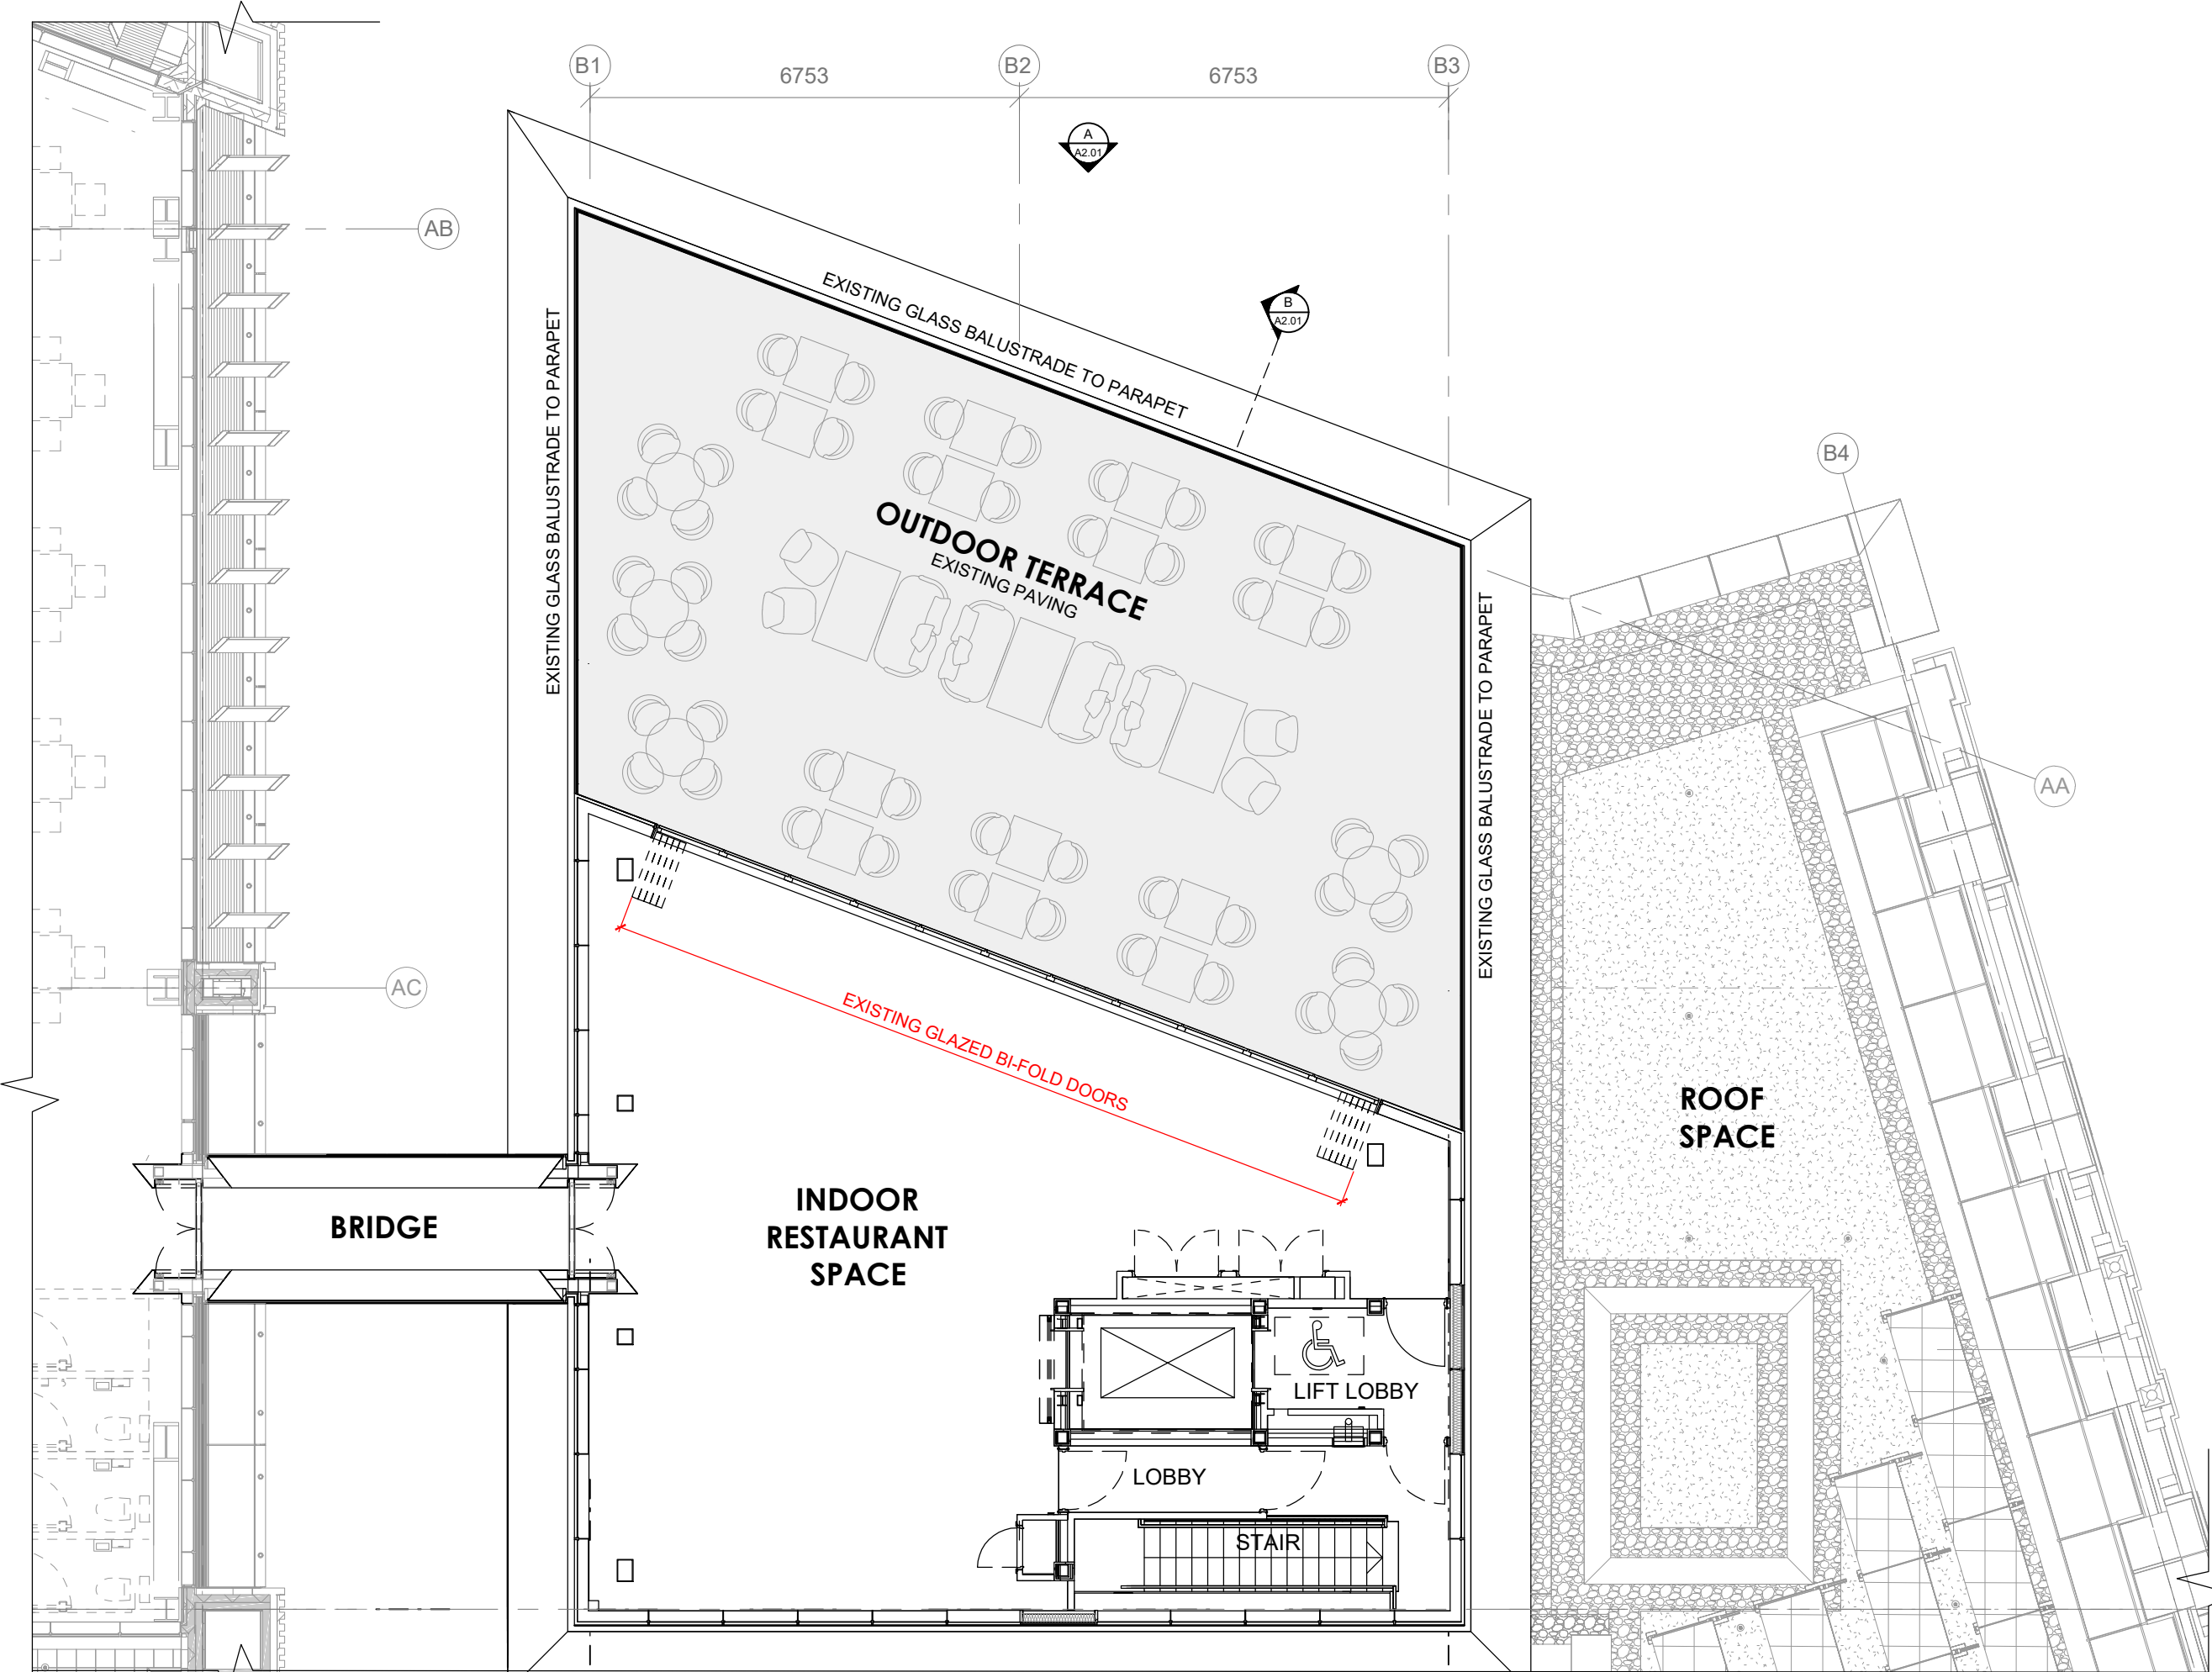 B1
6753
B2
6753
B3
A
A2.01
AB
B
A2.01
EXISTING GLASS BALUSTRADE TO PARAPET
EXISTING GLASS BALUSTRADE TO PARAPET
B4
OUTDOOR TERRACE
EXISTING PAVING
EXISTING GLASS BALUSTRADE TO PARAPET
AA
AC
EXISTING GLAZED BI-FOLD DOORS
ROOF
SPACE
BRIDGE
INDOOR
RESTAURANT
SPACE
LIFT LOBBY
LOBBY
STAIR